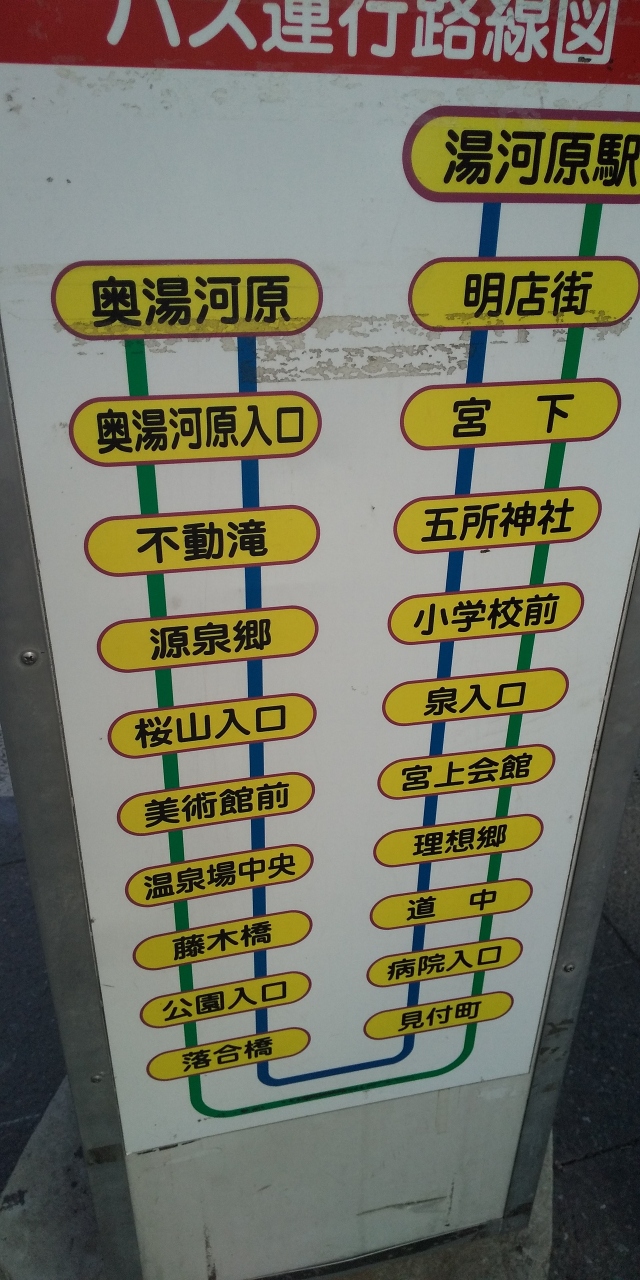 バス運行路線図
湯河原駅
明店街
宮 下
五所神社
小学校前
泉入口
宮上会館
理想郷
道 中
病院入口
見付町
奥湯河原
奥湯河原入口
不動滝
源泉郷
桜山入口
美術館前
温泉場中央
藤木橋
公園入口
落合橋